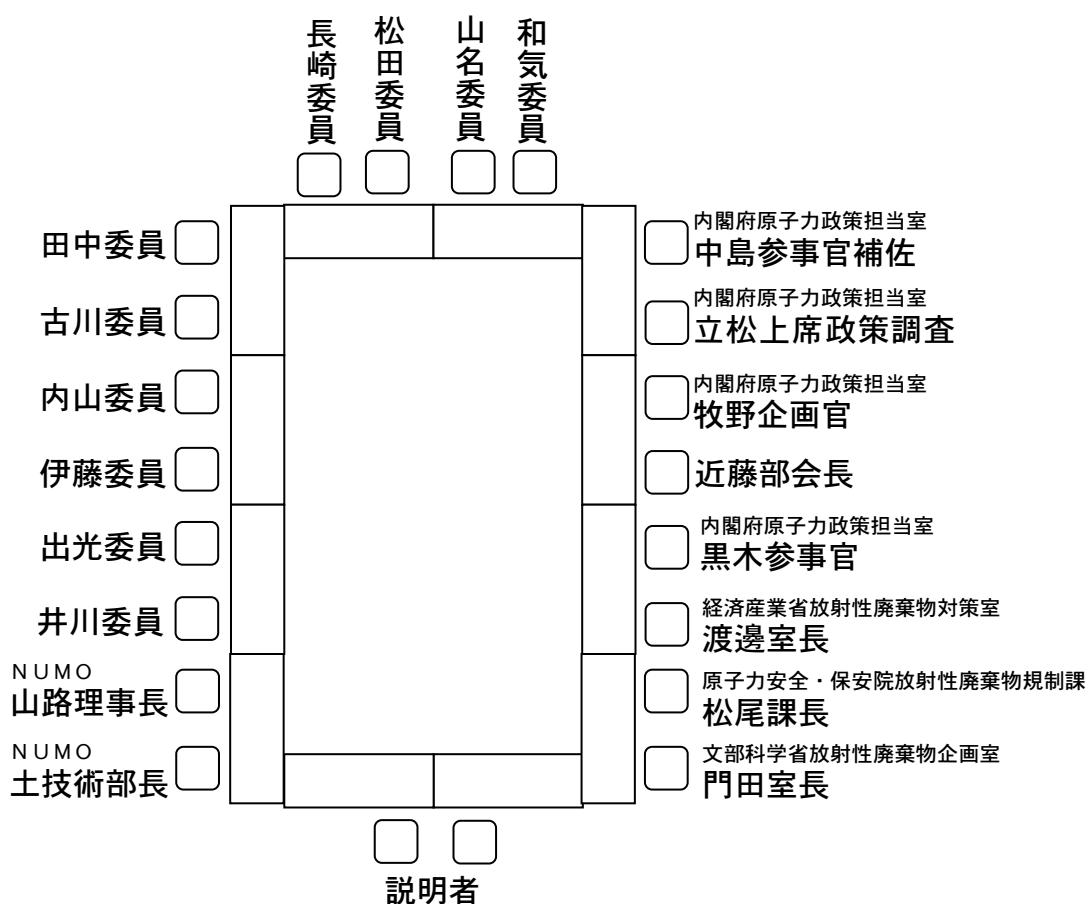 長崎委員
松田委員
山名委員
和気委員
田中委員
古川委員
内山委員
伊藤委員
出光委員
井川委員
NUMO
山路理事長
NUMO
土技術部長
内閣府原子力政策担当室
中島参事官補佐
内閣府原子力政策担当室
立松上席政策調査
内閣府原子力政策担当室
牧野企画官
近藤部会長
内閣府原子力政策担当室
黒木参事官
経済産業省放射性廃棄物対策室
渡邊室長
原子力安全・保安院放射性廃棄物規制課
松尾課長
文部科学省放射性廃棄物企画室
門田室長
説明者